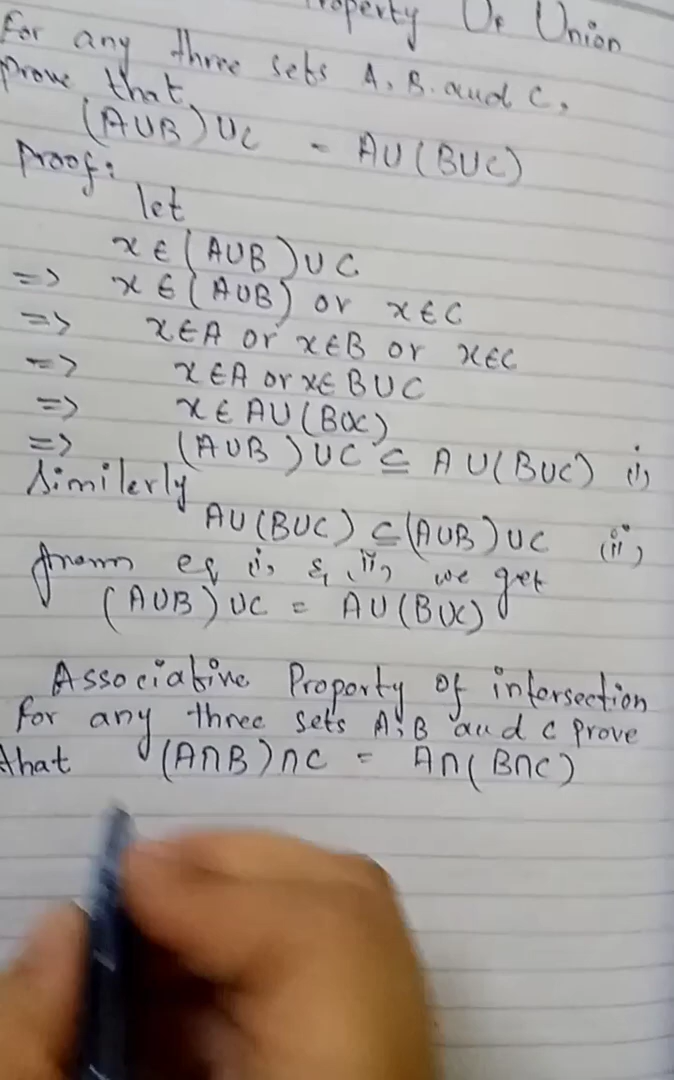 Property Of Union
For any three sets A, B. and C,
prove that
(A∪B)∪C = A∪(B∪C)
Proof:
let
x ∈ (A∪B)∪C
=> x ∈ (A∪B) or x∈C
=> x∈A or x∈B or x∈C
=> x∈A or x∈ B∪C
=> x ∈ A∪(B∪C)
=> (A∪B)∪C ⊆ A∪(B∪C) i,
Similerly
A∪(B∪C) ⊆ (A∪B)∪C (ii,
from eq i, & ii, we get
(A∪B)∪C = A∪(B∪C)
Associative Property Of intersection
for any three sets A, B and C prove
that (A∩B)∩C = A∩(B∩C)